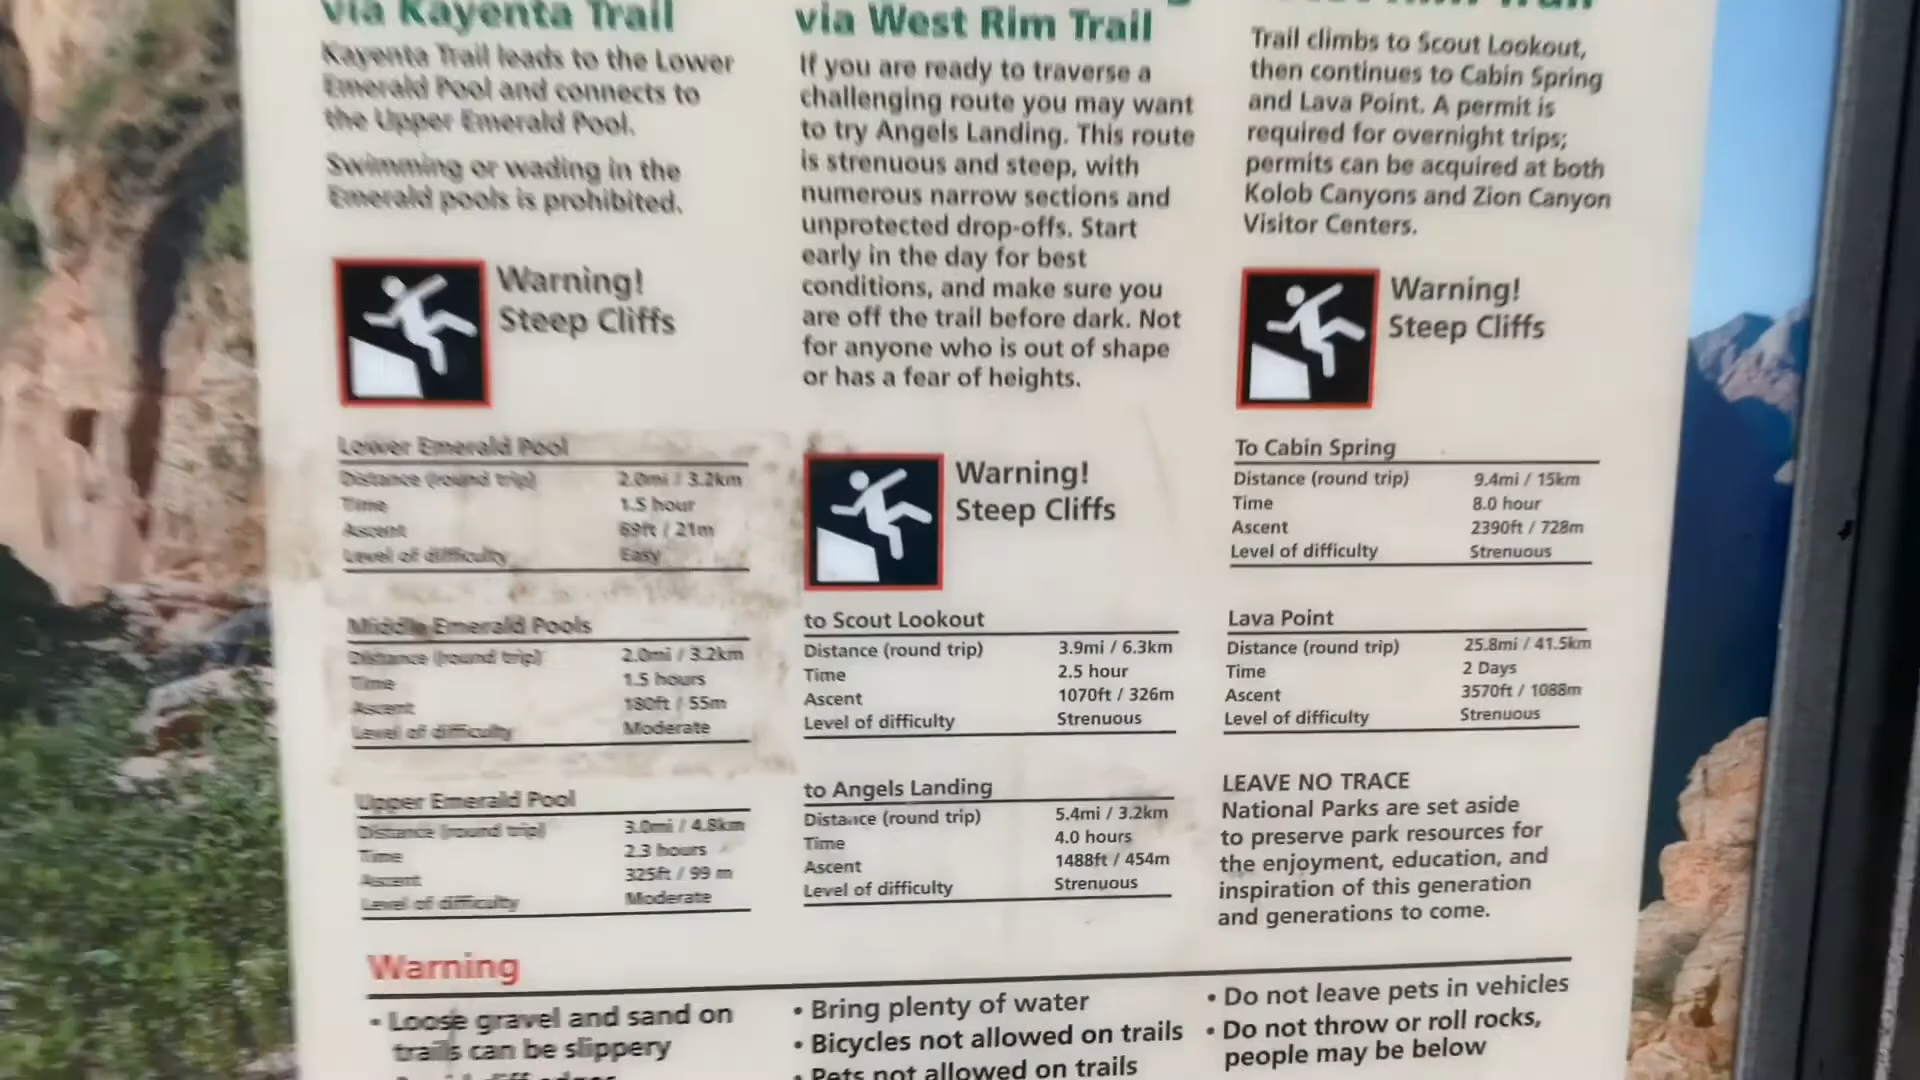 via Kayenta Trail
Kayenta Trail leads to the Lower
Emerald Pool and connects to
the Upper Emerald Pool.
Swimming or wading in the
Emerald pools is prohibited.
Warning!
Steep Cliffs
Lower Emerald Pool
Distance (round trip) 2.0mi / 3.2km
Time 1.5 hour
Ascent 69ft / 21m
Level of difficulty Easy
Middle Emerald Pools
Distance (round trip) 2.0mi / 3.2km
Time 1.5 hours
Ascent 180ft / 55m
Level of difficulty Moderate
Upper Emerald Pool
Distance (round trip) 3.0mi / 4.8km
Time 2.3 hours
Ascent 325ft / 99 m
Level of difficulty Moderate
via West Rim Trail
If you are ready to traverse a
challenging route you may want
to try Angels Landing. This route
is strenuous and steep, with
numerous narrow sections and
unprotected drop-offs. Start
early in the day for best
conditions, and make sure you
are off the trail before dark. Not
for anyone who is out of shape
or has a fear of heights.
Warning!
Steep Cliffs
to Scout Lookout
Distance (round trip) 3.9mi / 6.3km
Time 2.5 hour
Ascent 1070ft / 326m
Level of difficulty Strenuous
to Angels Landing
Distance (round trip) 5.4mi / 3.2km
Time 4.0 hours
Ascent 1488ft / 454m
Level of difficulty Strenuous
Trail climbs to Scout Lookout,
then continues to Cabin Spring
and Lava Point. A permit is
required for overnight trips;
permits can be acquired at both
Kolob Canyons and Zion Canyon
Visitor Centers.
Warning!
Steep Cliffs
To Cabin Spring
Distance (round trip) 9.4mi / 15km
Time 8.0 hour
Ascent 2390ft / 728m
Level of difficulty Strenuous
Lava Point
Distance (round trip) 25.8mi / 41.5km
Time 2 Days
Ascent 3570ft / 1088m
Level of difficulty Strenuous
LEAVE NO TRACE
National Parks are set aside
to preserve park resources for
the enjoyment, education, and
inspiration of this generation
and generations to come.
Warning
• Loose gravel and sand on
trails can be slippery
• Bring plenty of water
• Bicycles not allowed on trails
• Pets not allowed on trails
• Do not leave pets in vehicles
• Do not throw or roll rocks,
people may be below